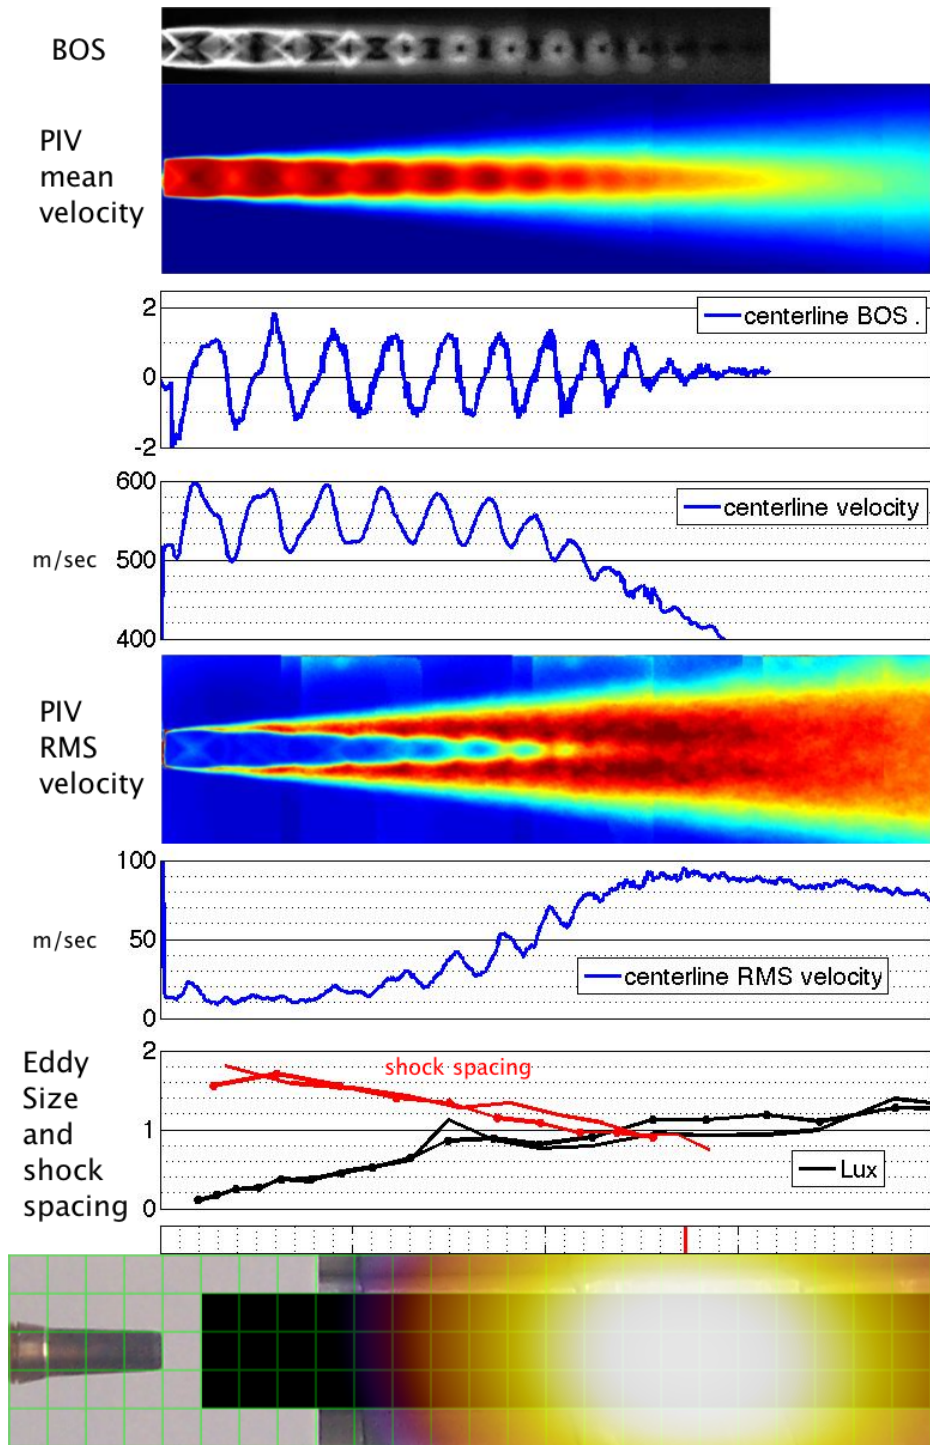 BOS
PIV
mean
velocity
2
centerline BOS .
0
-2
600
centerline velocity
m/sec
500
400
PIV
RMS
velocity
100
m/sec
50
centerline RMS velocity
0
Eddy
Size
and
shock
spacing
2
shock spacing
1
Lux
0